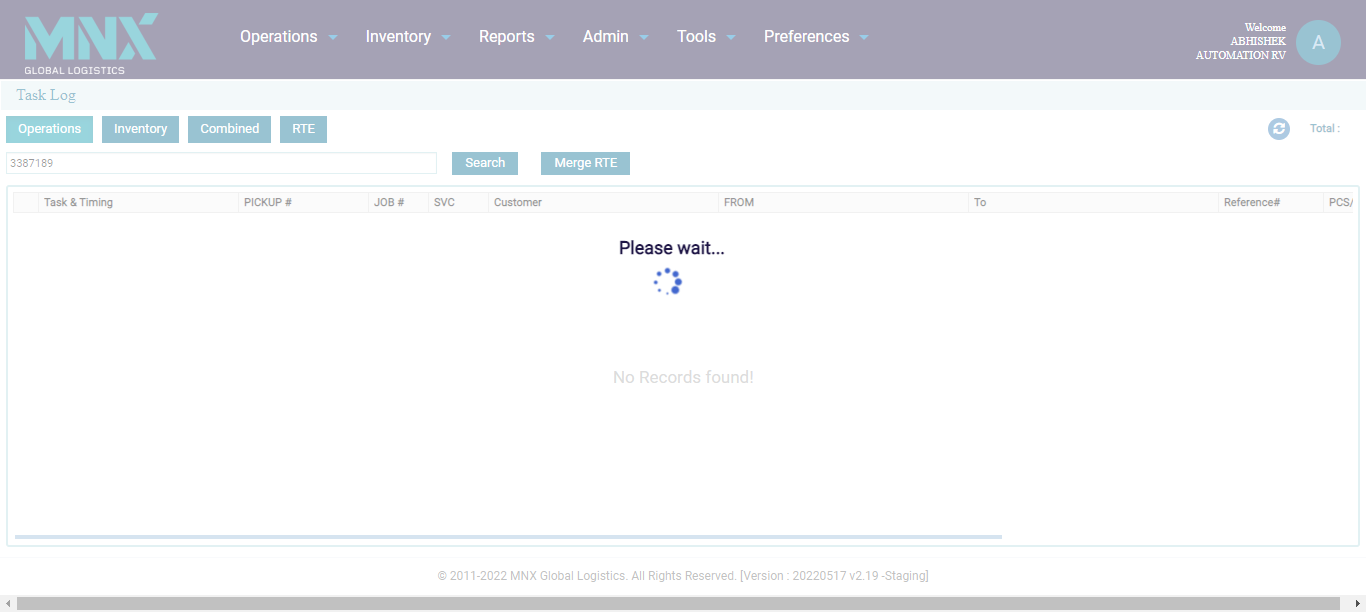 MNX
GLOBAL LOGISTICS
Operations Inventory Reports Admin Tools Preferences
Welcome
ABHISHEK
AUTOMATION RV
A
Task Log
Operations Inventory Combined RTE Total :
3387189 Search Merge RTE
Task & Timing PICKUP # JOB # SVC Customer FROM To Reference# PCS/
Please wait...
No Records found!
© 2011-2022 MNX Global Logistics. All Rights Reserved. [Version : 20220517 v2.19 -Staging]